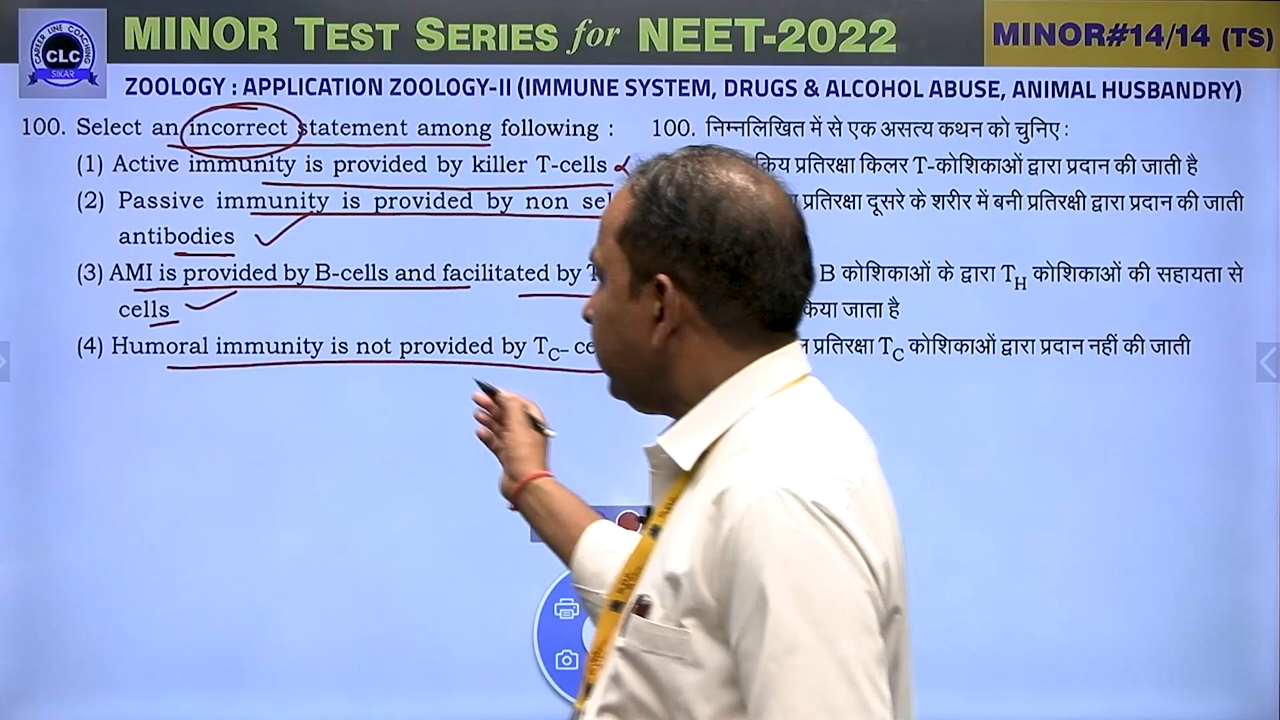 MINOR TEST SERIES for NEET-2022
MINOR#14/14 (TS)
CAREER LINE COACHING
CLC
SIKAR
ZOOLOGY : APPLICATION ZOOLOGY-II (IMMUNE SYSTEM, DRUGS & ALCOHOL ABUSE, ANIMAL HUSBANDRY)
100. Select an incorrect statement among following :
(1) Active immunity is provided by killer T-cells
(2) Passive immunity is provided by non
antibodies
(3) AMI is provided by B-cells and facilitated by
cells
(4) Humoral immunity is not provided by TC–
100. निम्नलिखित में से एक असत्य कथन को चुनिए :
प्रतिरक्षा किलर T-कोशिकाओं द्वारा प्रदान की जाती है
प्रतिरक्षा दूसरे के शरीर में बनी प्रतिरक्षी द्वारा प्रदान की जाती
B कोशिकाओं के द्वारा TH कोशिकाओं की सहायता से
किया जाता है
प्रतिरक्षा TC कोशिकाओं द्वारा प्रदान नहीं की जाती